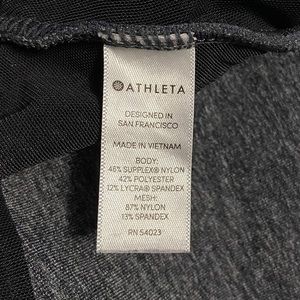 ATHLETA
DESIGNED IN
SAN FRANCISCO
MADE IN VIETNAM
BODY:
46% SUPPLEX® NYLON
42% POLYESTER
12% LYCRA® SPANDEX
MESH:
87% NYLON
13% SPANDEX
RN 54023